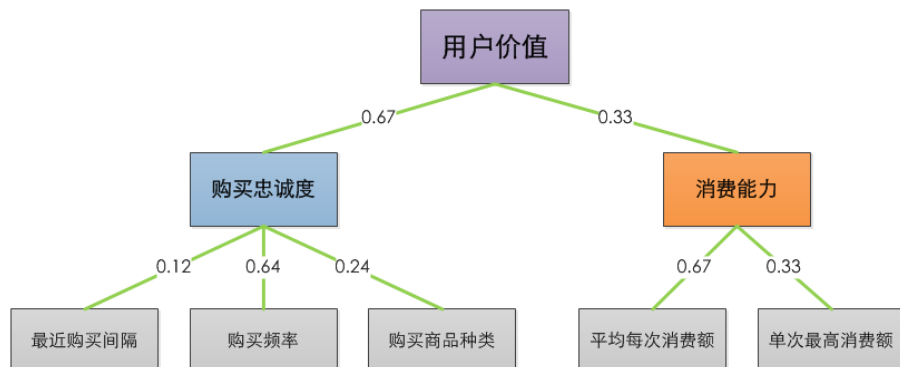 用户价值
0.67
0.33
购买忠诚度
消费能力
0.12
0.64
0.24
0.67
0.33
最近购买间隔
购买频率
购买商品种类
平均每次消费额
单次最高消费额